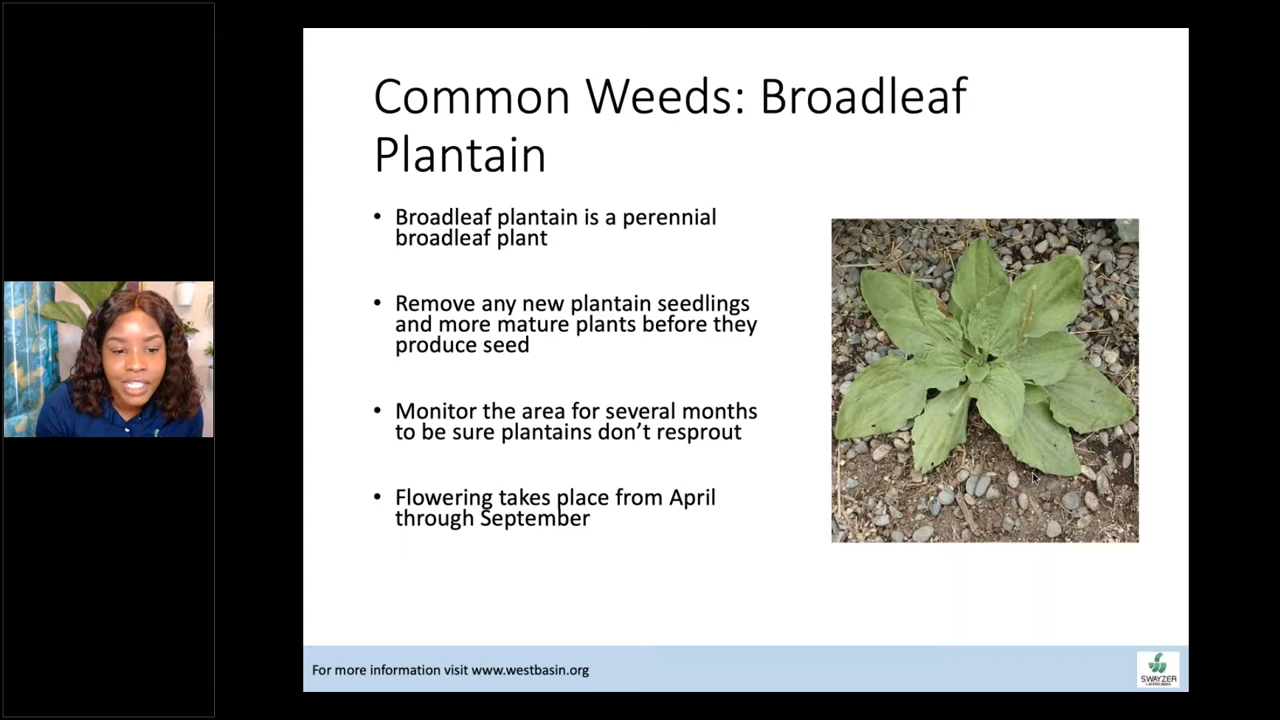 Common Weeds: Broadleaf
Plantain
• Broadleaf plantain is a perennial
broadleaf plant
• Remove any new plantain seedlings
and more mature plants before they
produce seed
• Monitor the area for several months
to be sure plantains don’t resprout
• Flowering takes place from April
through September
For more information visit www.westbasin.org
SWAYZER
LANDSCAPES